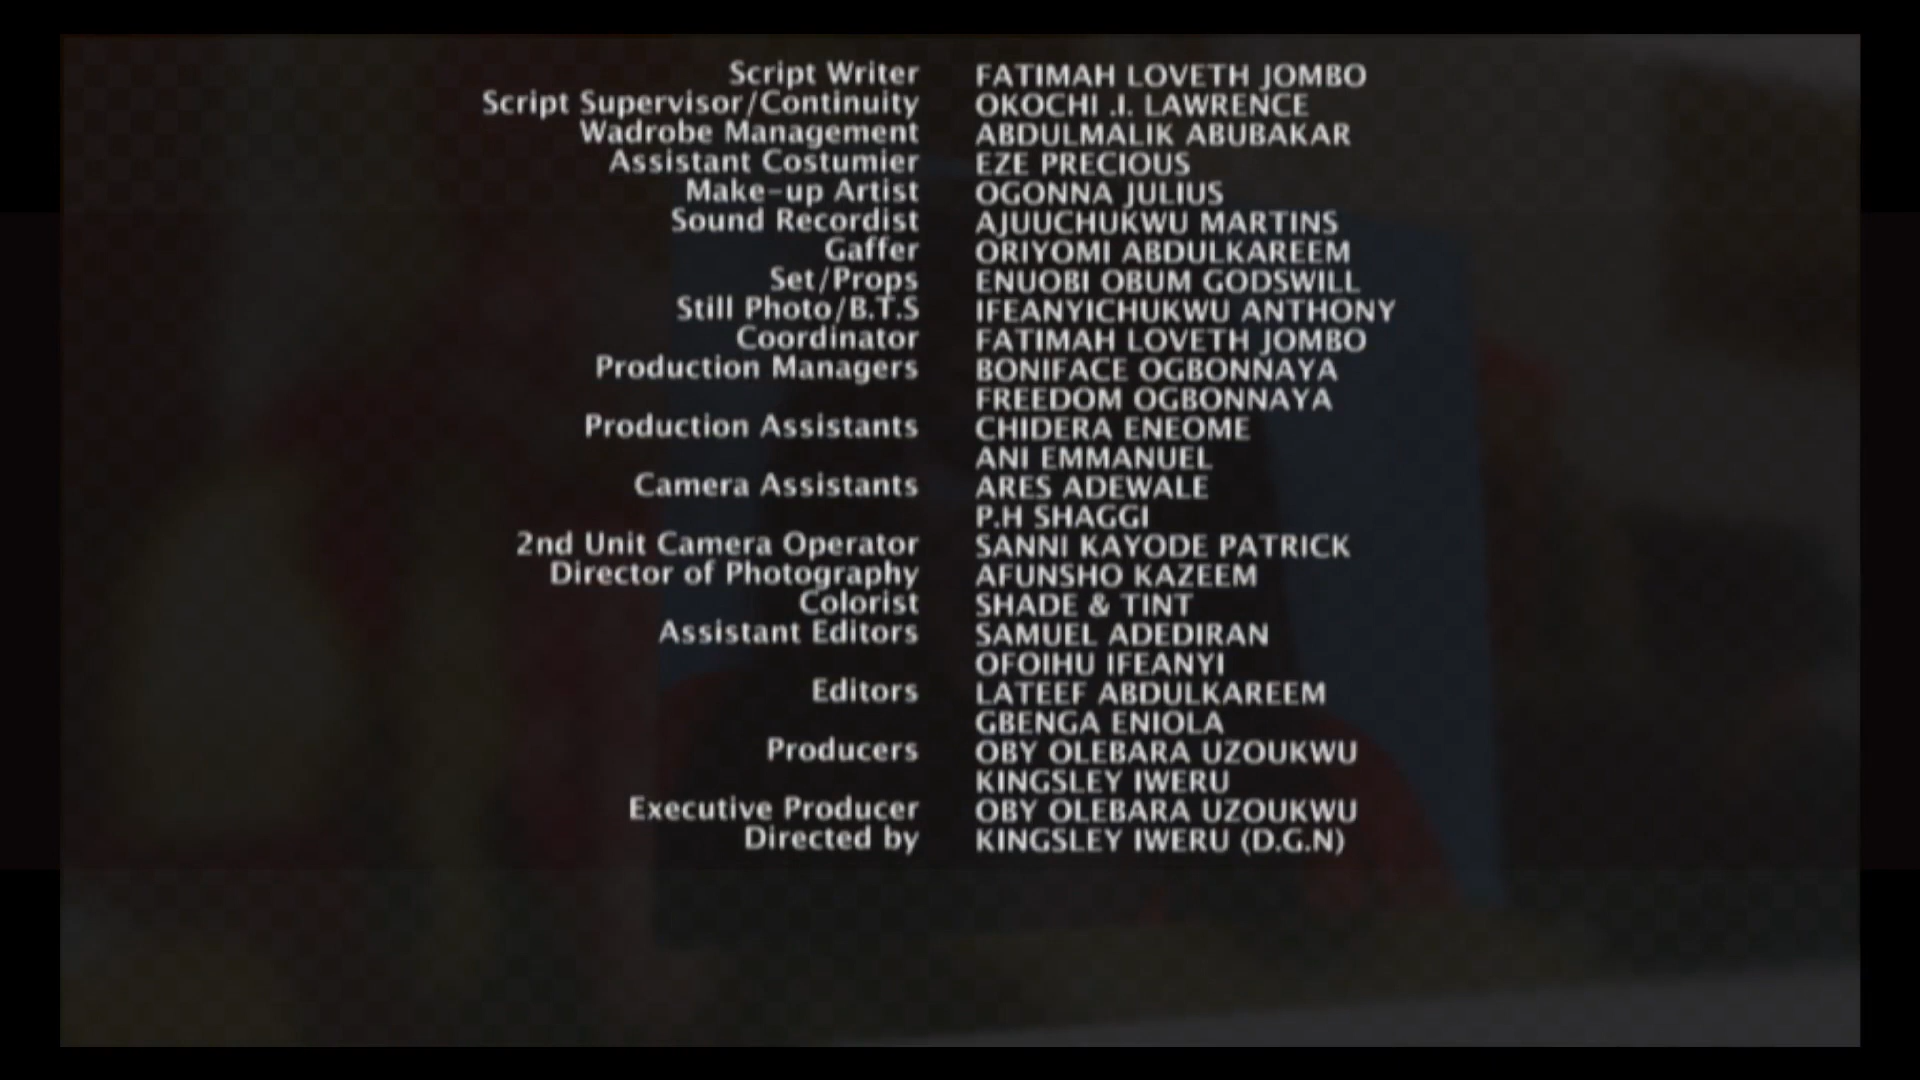 Script Writer FATIMAH LOVETH JOMBO
Script Supervisor/Continuity OKOCHI .I. LAWRENCE
Wadrobe Management ABDULMALIK ABUBAKAR
Assistant Costumier EZE PRECIOUS
Make-up Artist OGONNA JULIUS
Sound Recordist AJUUCHUKWU MARTINS
Gaffer ORIYOMI ABDULKAREEM
Set/Props ENUOBI OBUM GODSWILL
Still Photo/B.T.S IFEANYICHUKWU ANTHONY
Coordinator FATIMAH LOVETH JOMBO
Production Managers BONIFACE OGBONNAYA
FREEDOM OGBONNAYA
Production Assistants CHIDERA ENEOME
ANI EMMANUEL
Camera Assistants ARES ADEWALE
P.H SHAGGI
2nd Unit Camera Operator SANNI KAYODE PATRICK
Director of Photography AFUNSHO KAZEEM
Colorist SHADE & TINT
Assistant Editors SAMUEL ADEDIRAN
OFOIHU IFEANYI
Editors LATEEF ABDULKAREEM
GBENGA ENIOLA
Producers OBY OLEBARA UZOUKWU
KINGSLEY IWERU
Executive Producer OBY OLEBARA UZOUKWU
Directed by KINGSLEY IWERU (D.G.N)